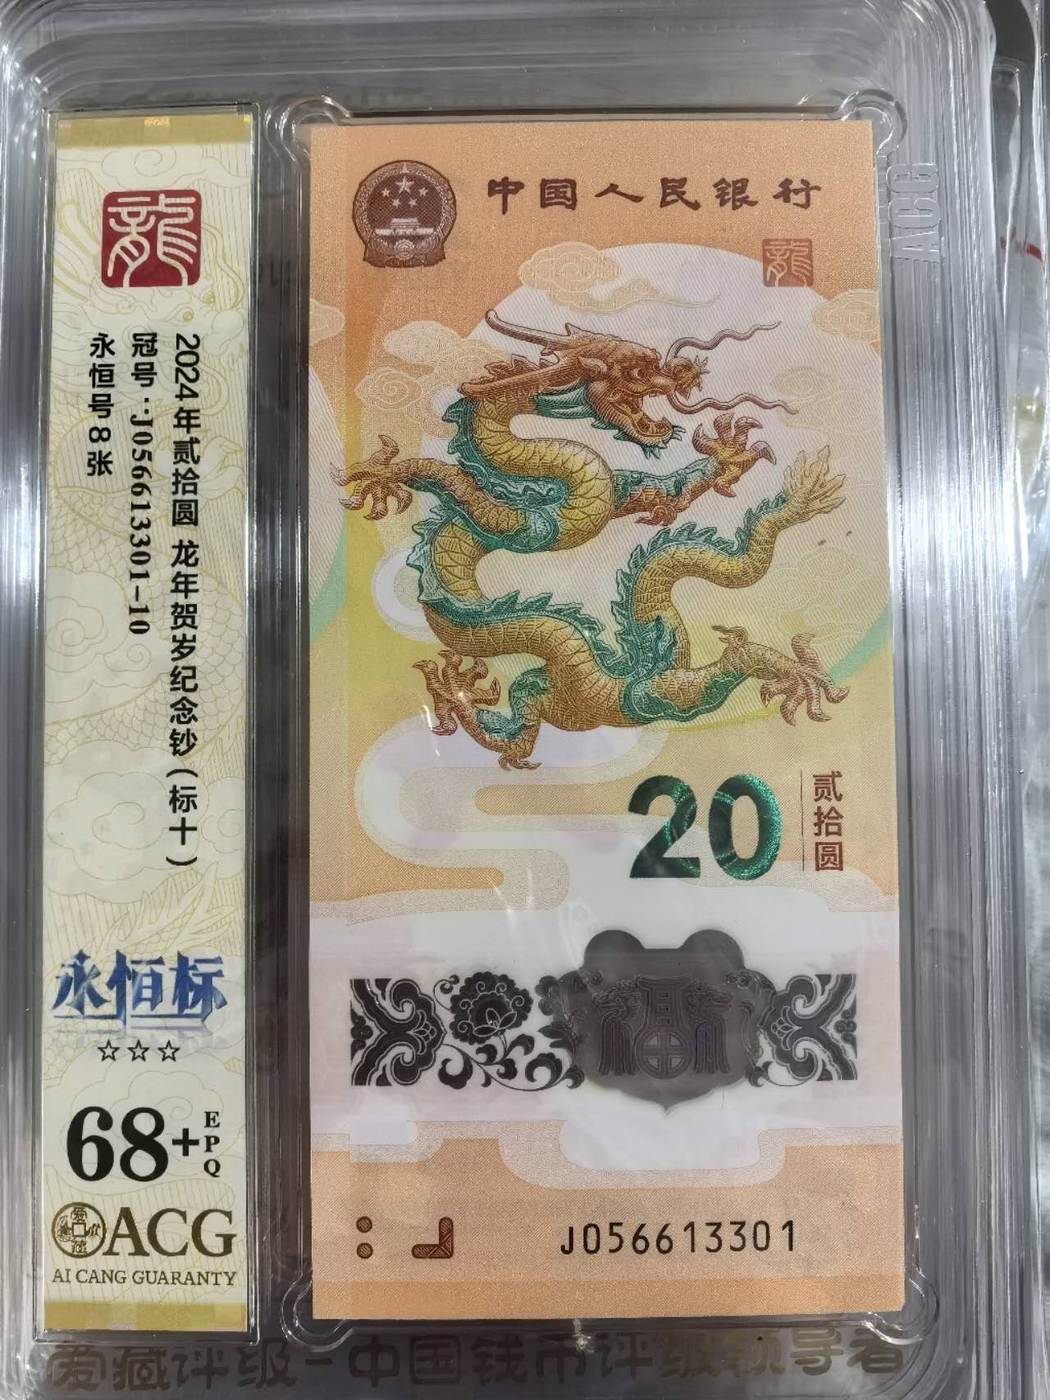 龍
2024年贰拾圆 龙年贺岁纪念钞(标十)
冠号:J056613301-10
永恒号8张
永恒标
☆☆☆
68+ EPQ
ACG
AI CANG GUARANTY
中国人民银行
龍
20
贰拾圆
J056613301
ACG
爱藏评级-中国钱币评级领导者